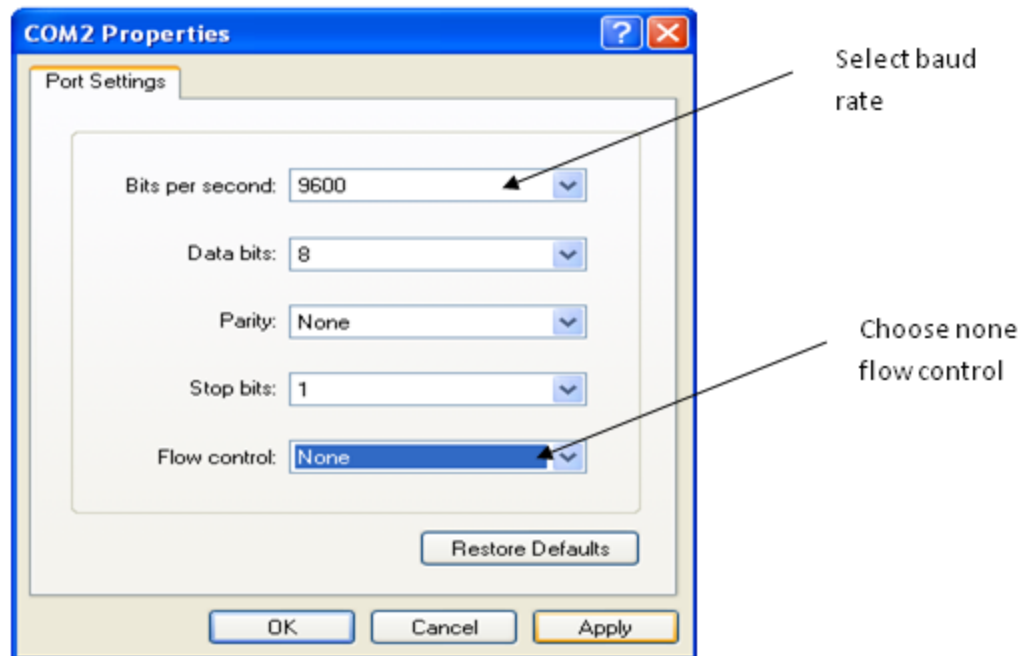 COM2 Properties
?
Port Settings
Select baud
rate
Bits per second: 9600
Data bits: 8
Parity: None
Stop bits: 1
Choose none
flow control
Flow control: None
Restore Defaults
OK Cancel Apply